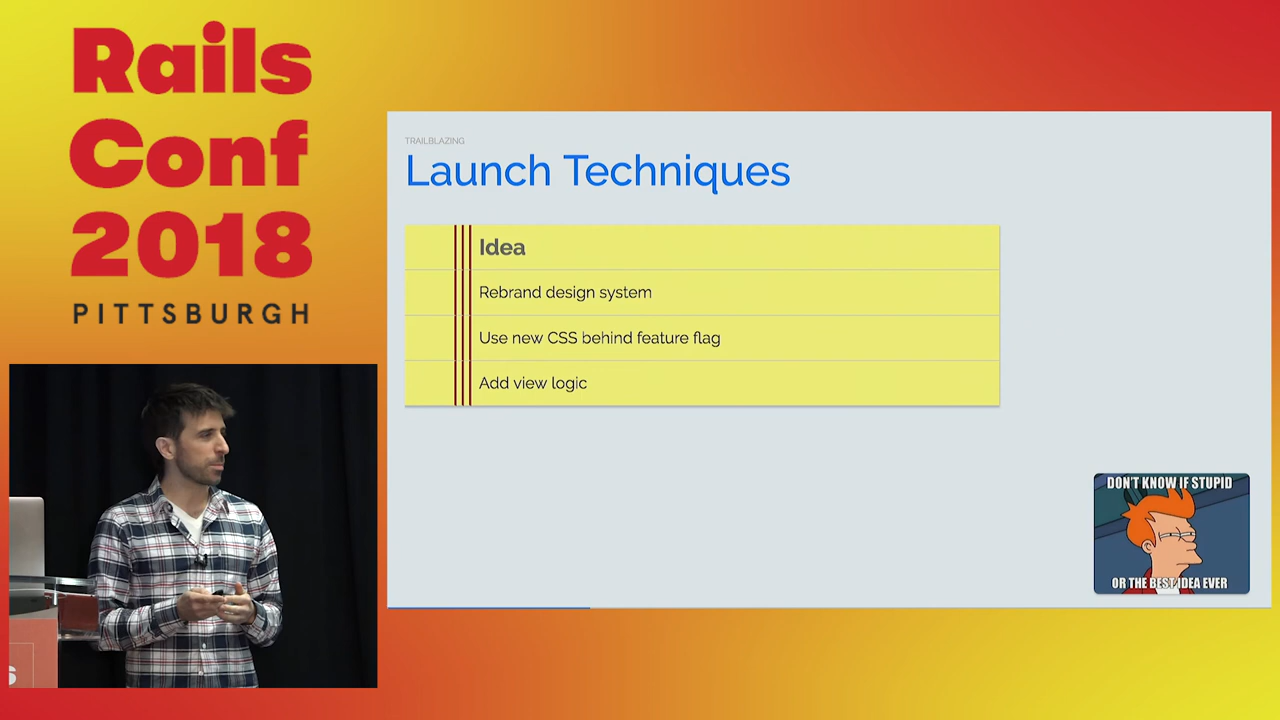 Rails
Conf
2018
PITTSBURGH
TRAILBLAZING
Launch Techniques
Idea
Rebrand design system
Use new CSS behind feature flag
Add view logic
DON'T KNOW IF STUPID
OR THE BEST IDEA EVER
S